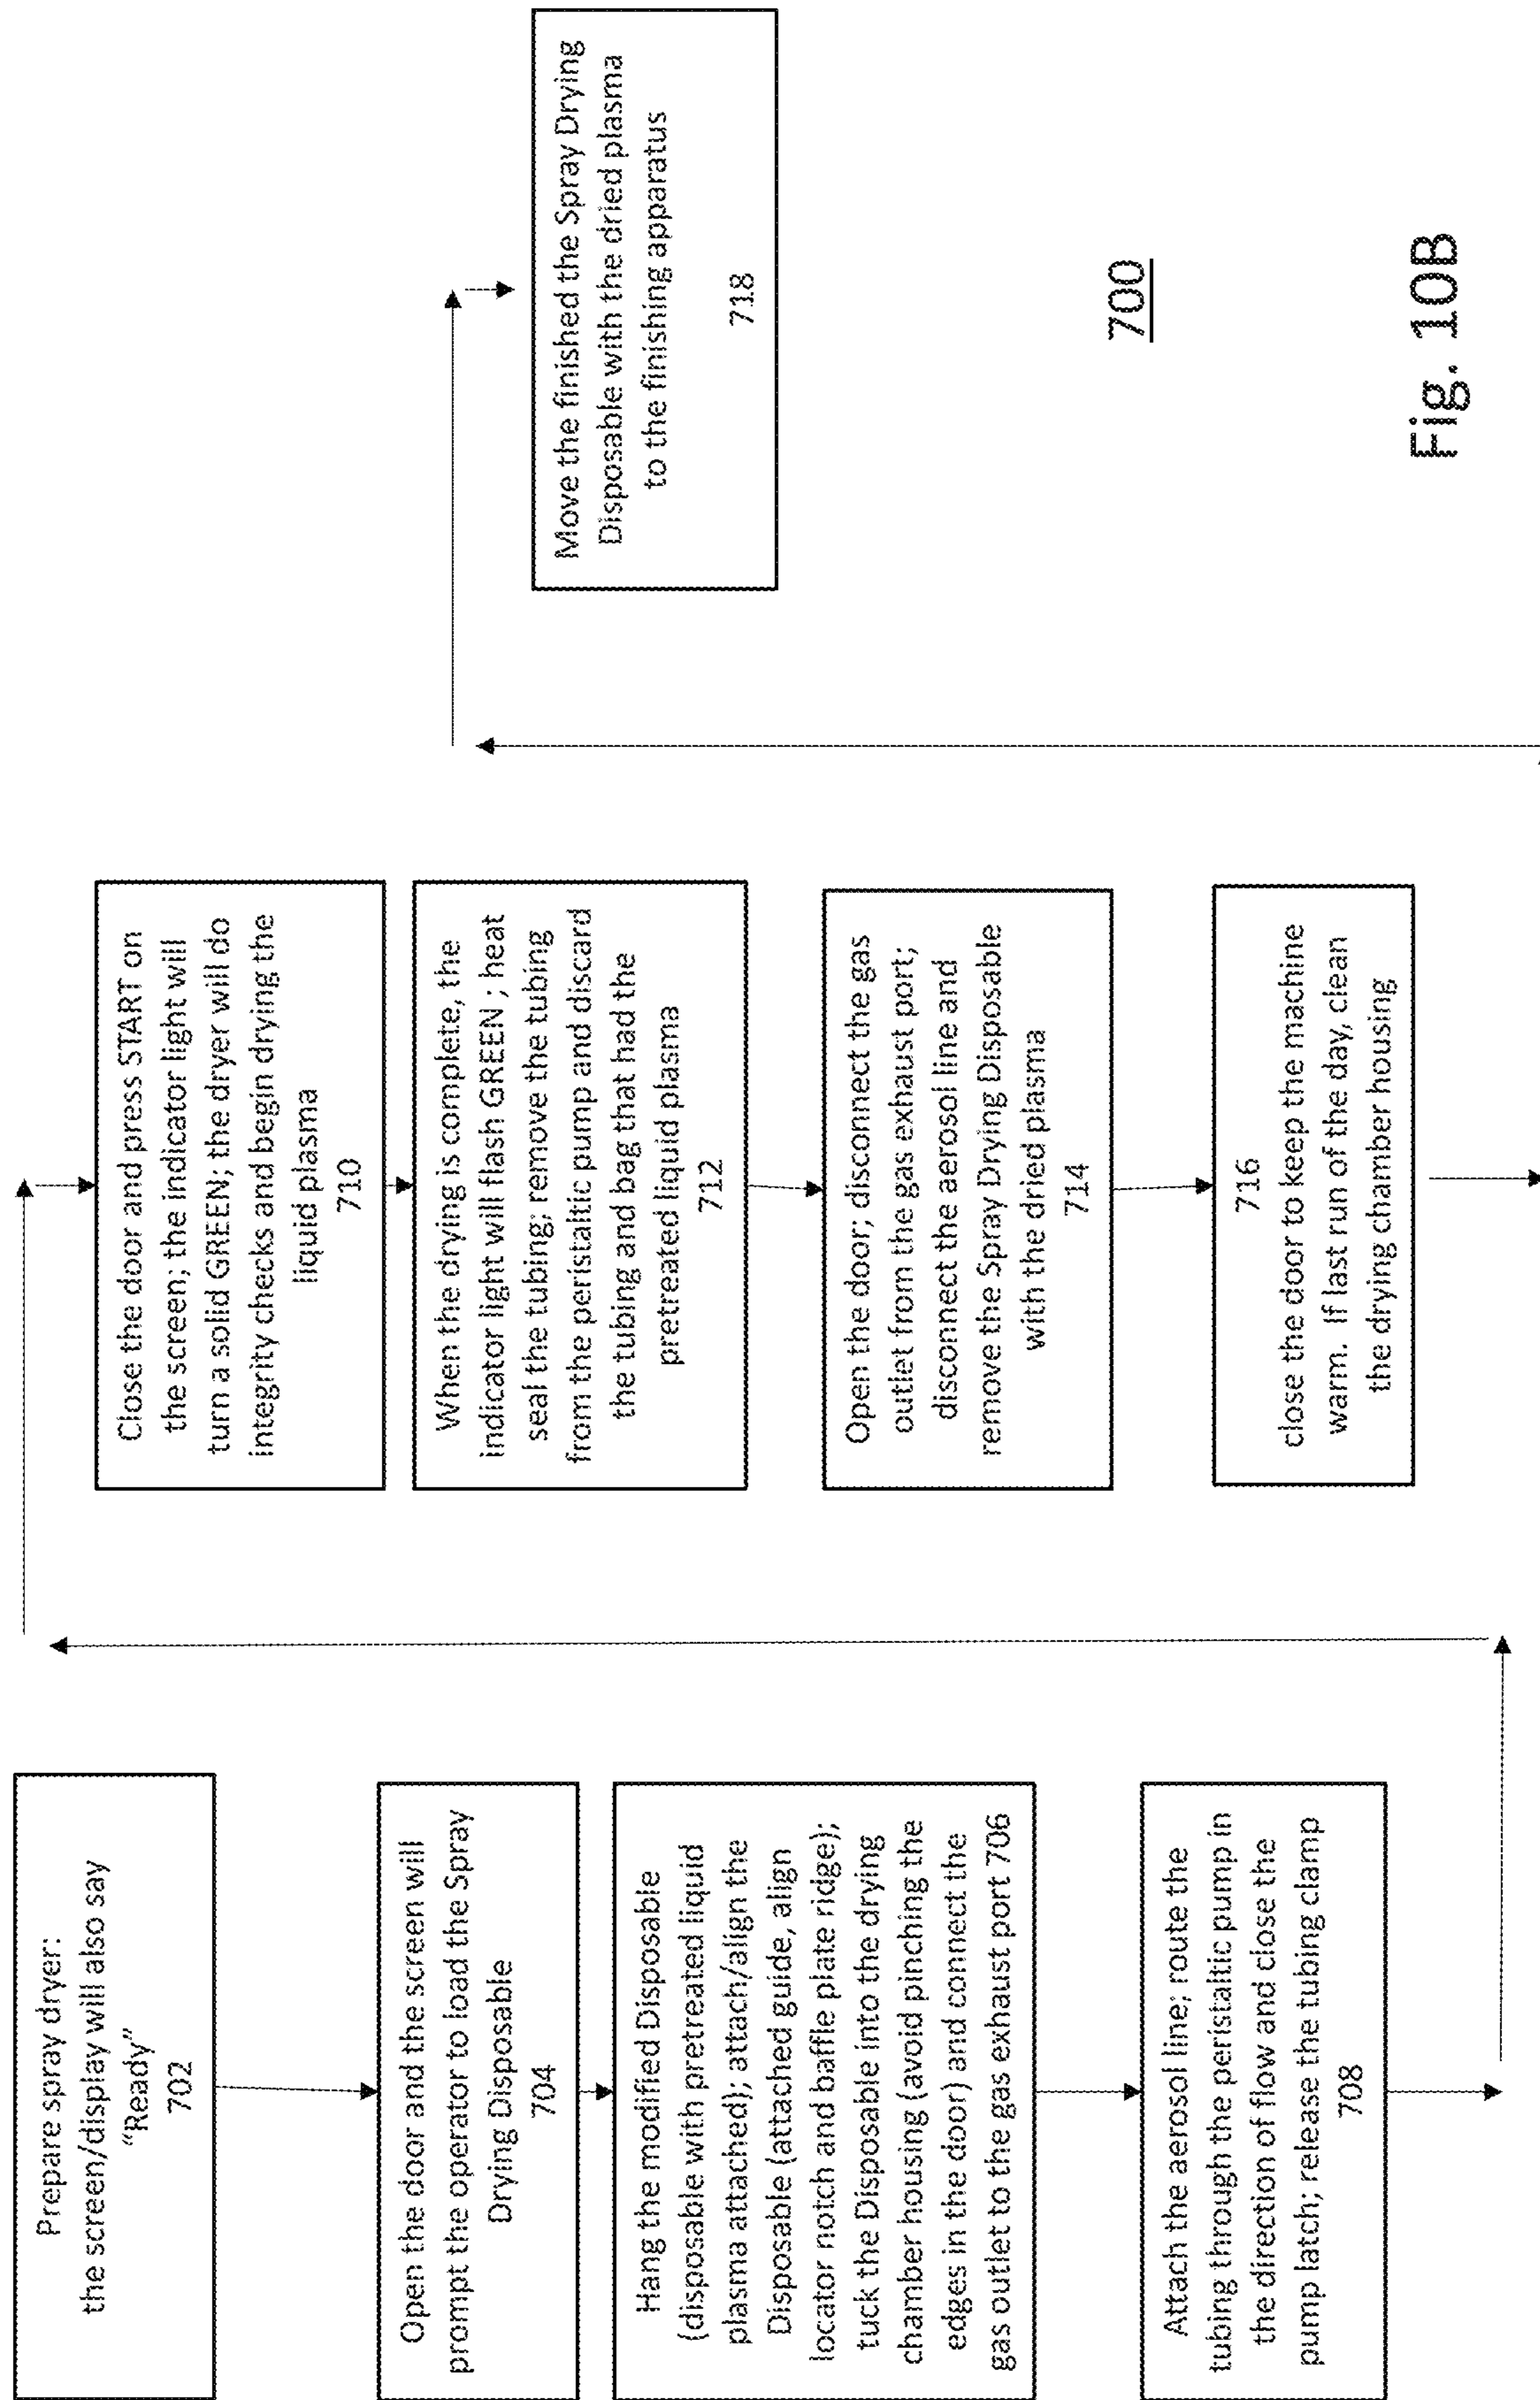 Prepare spray dryer:
the screen/display will also say
“Ready”
702
Open the door and the screen will
prompt the operator to load the Spray
Drying Disposable
704
Hang the modified Disposable
(disposable with pretreated liquid
plasma attached); attach/align the
Disposable (attached guide, align
locator notch and baffle plate ridge);
tuck the Disposable into the drying
chamber housing (avoid pinching the
edges in the door) and connect the
gas outlet to the gas exhaust port 706
Attach the aerosol line; route the
tubing through the peristaltic pump in
the direction of flow and close the
pump latch; release the tubing clamp
708
Close the door and press START on
the screen; the indicator light will
turn a solid GREEN; the dryer will do
integrity checks and begin drying the
liquid plasma
710
When the drying is complete, the
indicator light will flash GREEN ; heat
seal the tubing; remove the tubing
from the peristaltic pump and discard
the tubing and bag that had the
pretreated liquid plasma
712
Open the door; disconnect the gas
outlet from the gas exhaust port;
disconnect the aerosol line and
remove the Spray Drying Disposable
with the dried plasma
714
716
close the door to keep the machine
warm. If last run of the day, clean
the drying chamber housing
Move the finished the Spray Drying
Disposable with the dried plasma
to the finishing apparatus
718
700
Fig. 10B